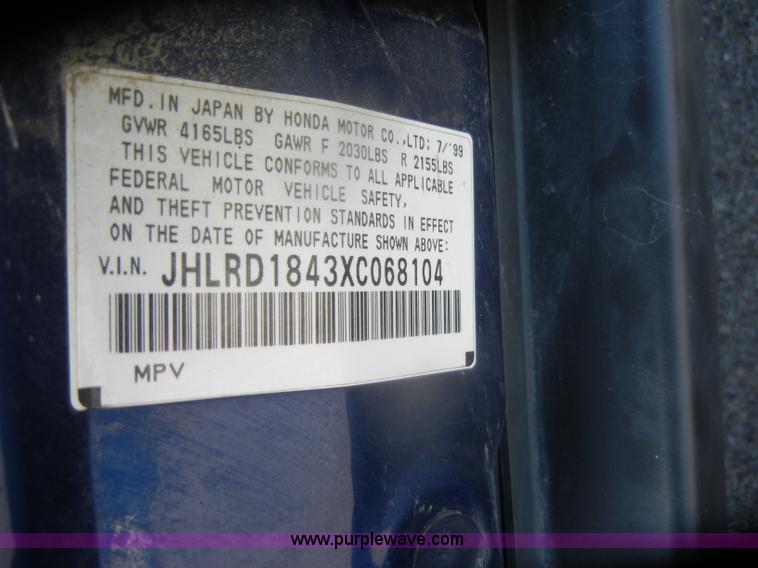 MFD. IN JAPAN BY HONDA MOTOR CO., LTD; 7/'99
GVWR 4165LBS GAWR F 2030LBS R 2155LBS
THIS VEHICLE CONFORMS TO ALL APPLICABLE
FEDERAL MOTOR VEHICLE SAFETY,
AND THEFT PREVENTION STANDARDS IN EFFECT
ON THE DATE OF MANUFACTURE SHOWN ABOVE:
V.I.N. JHLRD1843XC068104
MPV
www.purplewave.com